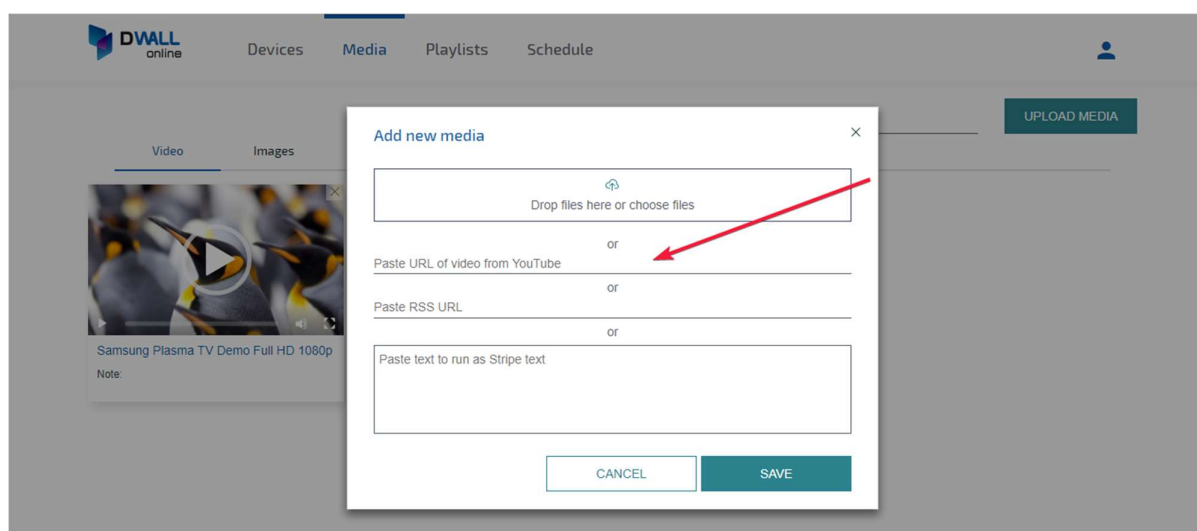 DWALL
online
Devices Media Playlists Schedule
UPLOAD MEDIA
Video Images
Add new media
Drop files here or choose files
or
Paste URL of video from YouTube
or
Paste RSS URL
or
Paste text to run as Stripe text
CANCEL SAVE
Samsung Plasma TV Demo Full HD 1080p
Note: